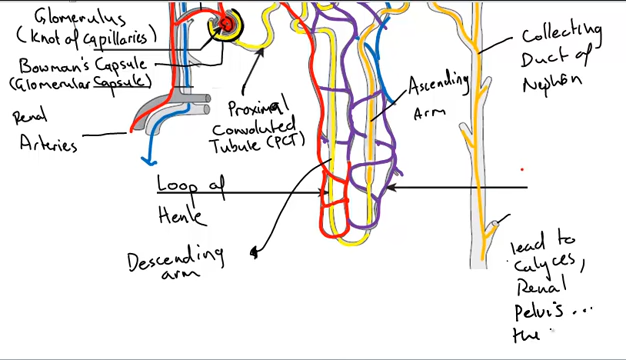 Glomerulus
(Knot of capillaries)
Bowman's Capsule
(Glomerular Capsule)
Renal
Arteries
Proximal
Convoluted
Tubule (PCT)
Loop of
Henle
Descending
arm
Ascending
Arm
Collecting
Duct of
Nephon
lead to
Calyces,
Renal
Pelvis...
the